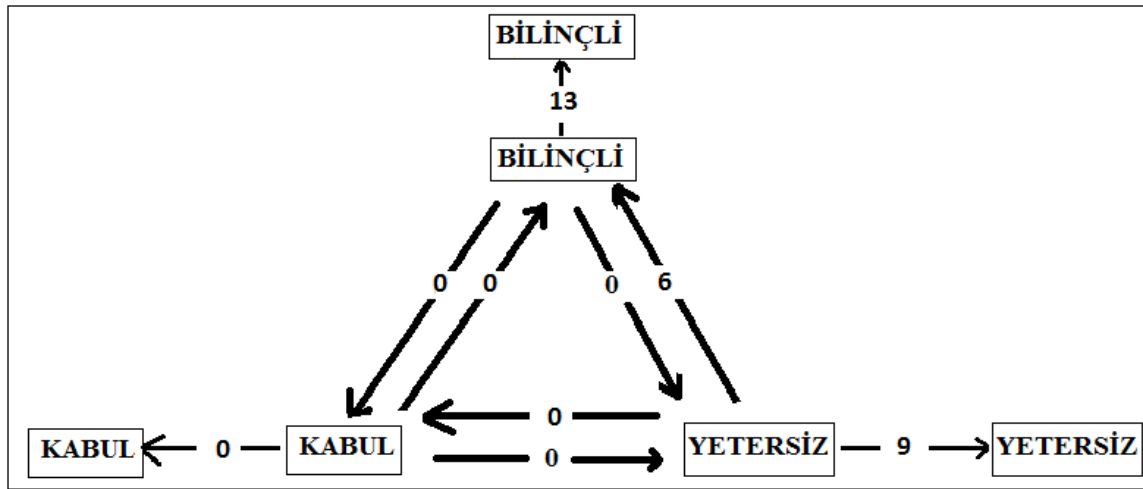 BİLİNÇLİ
13
BİLİNÇLİ
0 0 0 6
0
KABUL 0 KABUL YETERSİZ 9 YETERSİZ
0